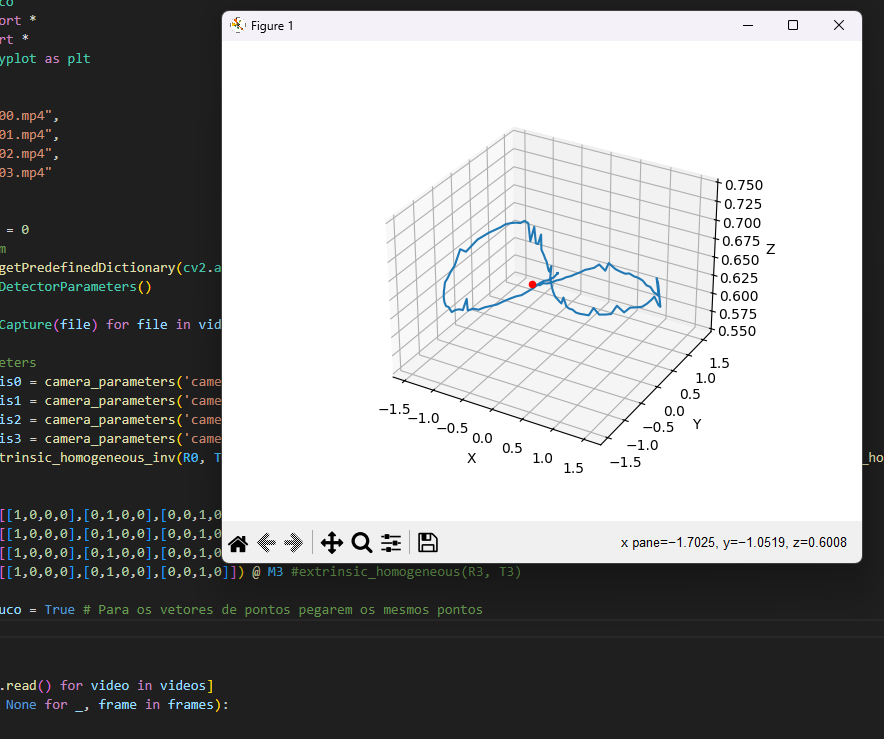 co
ort *
rt *
yplot as plt
00.mp4",
01.mp4",
02.mp4",
03.mp4"
= 0
m
getPredefinedDictionary(cv2.a
DetectorParameters()
Capture(file) for file in vid
eters
is0 = camera_parameters('came
is1 = camera_parameters('came
is2 = camera_parameters('came
is3 = camera_parameters('came
trinsic_homogeneous_inv(R0, T
_ho
[[1,0,0,0],[0,1,0,0],[0,0,1,0
[[1,0,0,0],[0,1,0,0],[0,0,1,0
[[1,0,0,0],[0,1,0,0],[0,0,1,0
[[1,0,0,0],[0,1,0,0],[0,0,1,0]]) @ M3 #extrinsic_homogeneous(R3, T3)
uco = True # Para os vetores de pontos pegarem os mesmos pontos
.read() for video in videos]
None for _, frame in frames):
Figure 1
0.750
0.725
0.700
0.675
0.650
0.625
0.600
0.575
0.550
Z
1.5
1.0
0.5
0.0
−0.5
−1.0
−1.5
Y
−1.5
−1.0
−0.5
0.0
0.5
1.0
1.5
X
x pane=−1.7025, y=−1.0519, z=0.6008